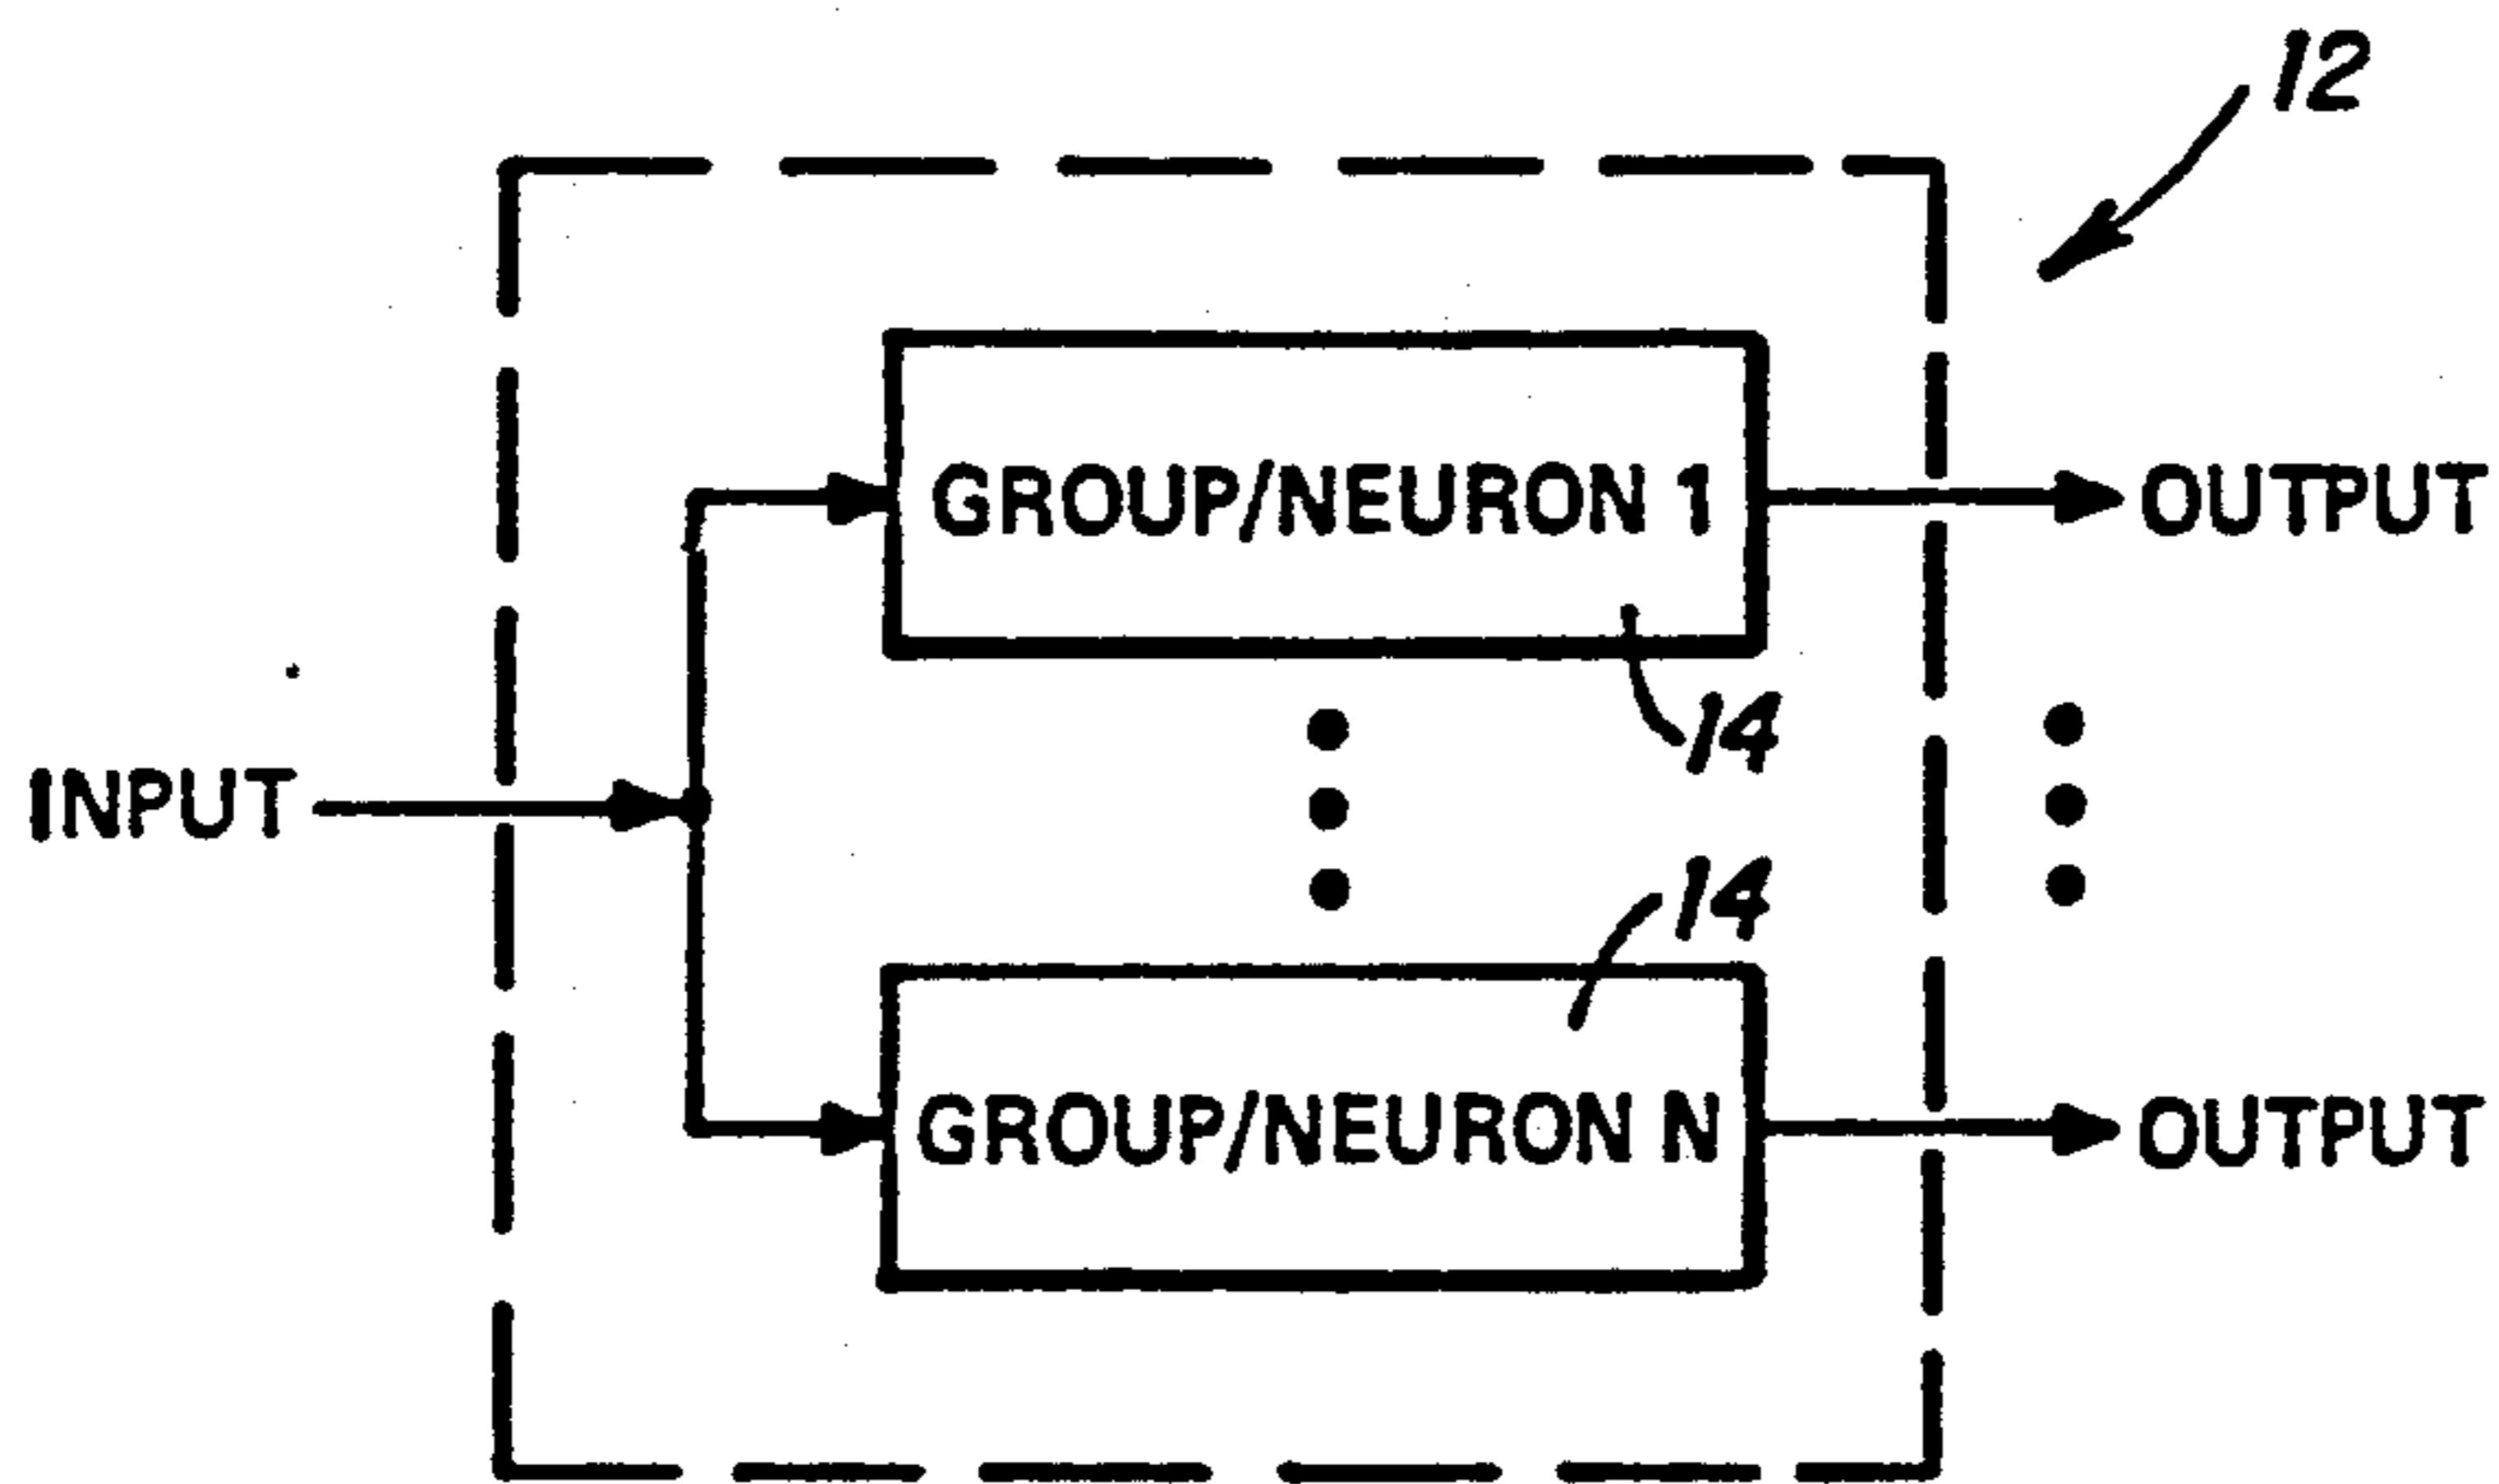 12
GROUP/NEURON 1
OUTPUT
14
INPUT
14
GROUP/NEURON N
OUTPUT